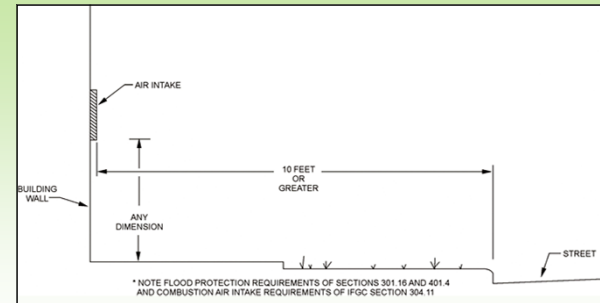 AIR INTAKE
10 FEET
OR
GREATER
BUILDING
WALL
ANY
DIMENSION
STREET
* NOTE FLOOD PROTECTION REQUIREMENTS OF SECTIONS 301.16 AND 401.4
AND COMBUSTION AIR INTAKE REQUIREMENTS OF IFGC SECTION 304.11